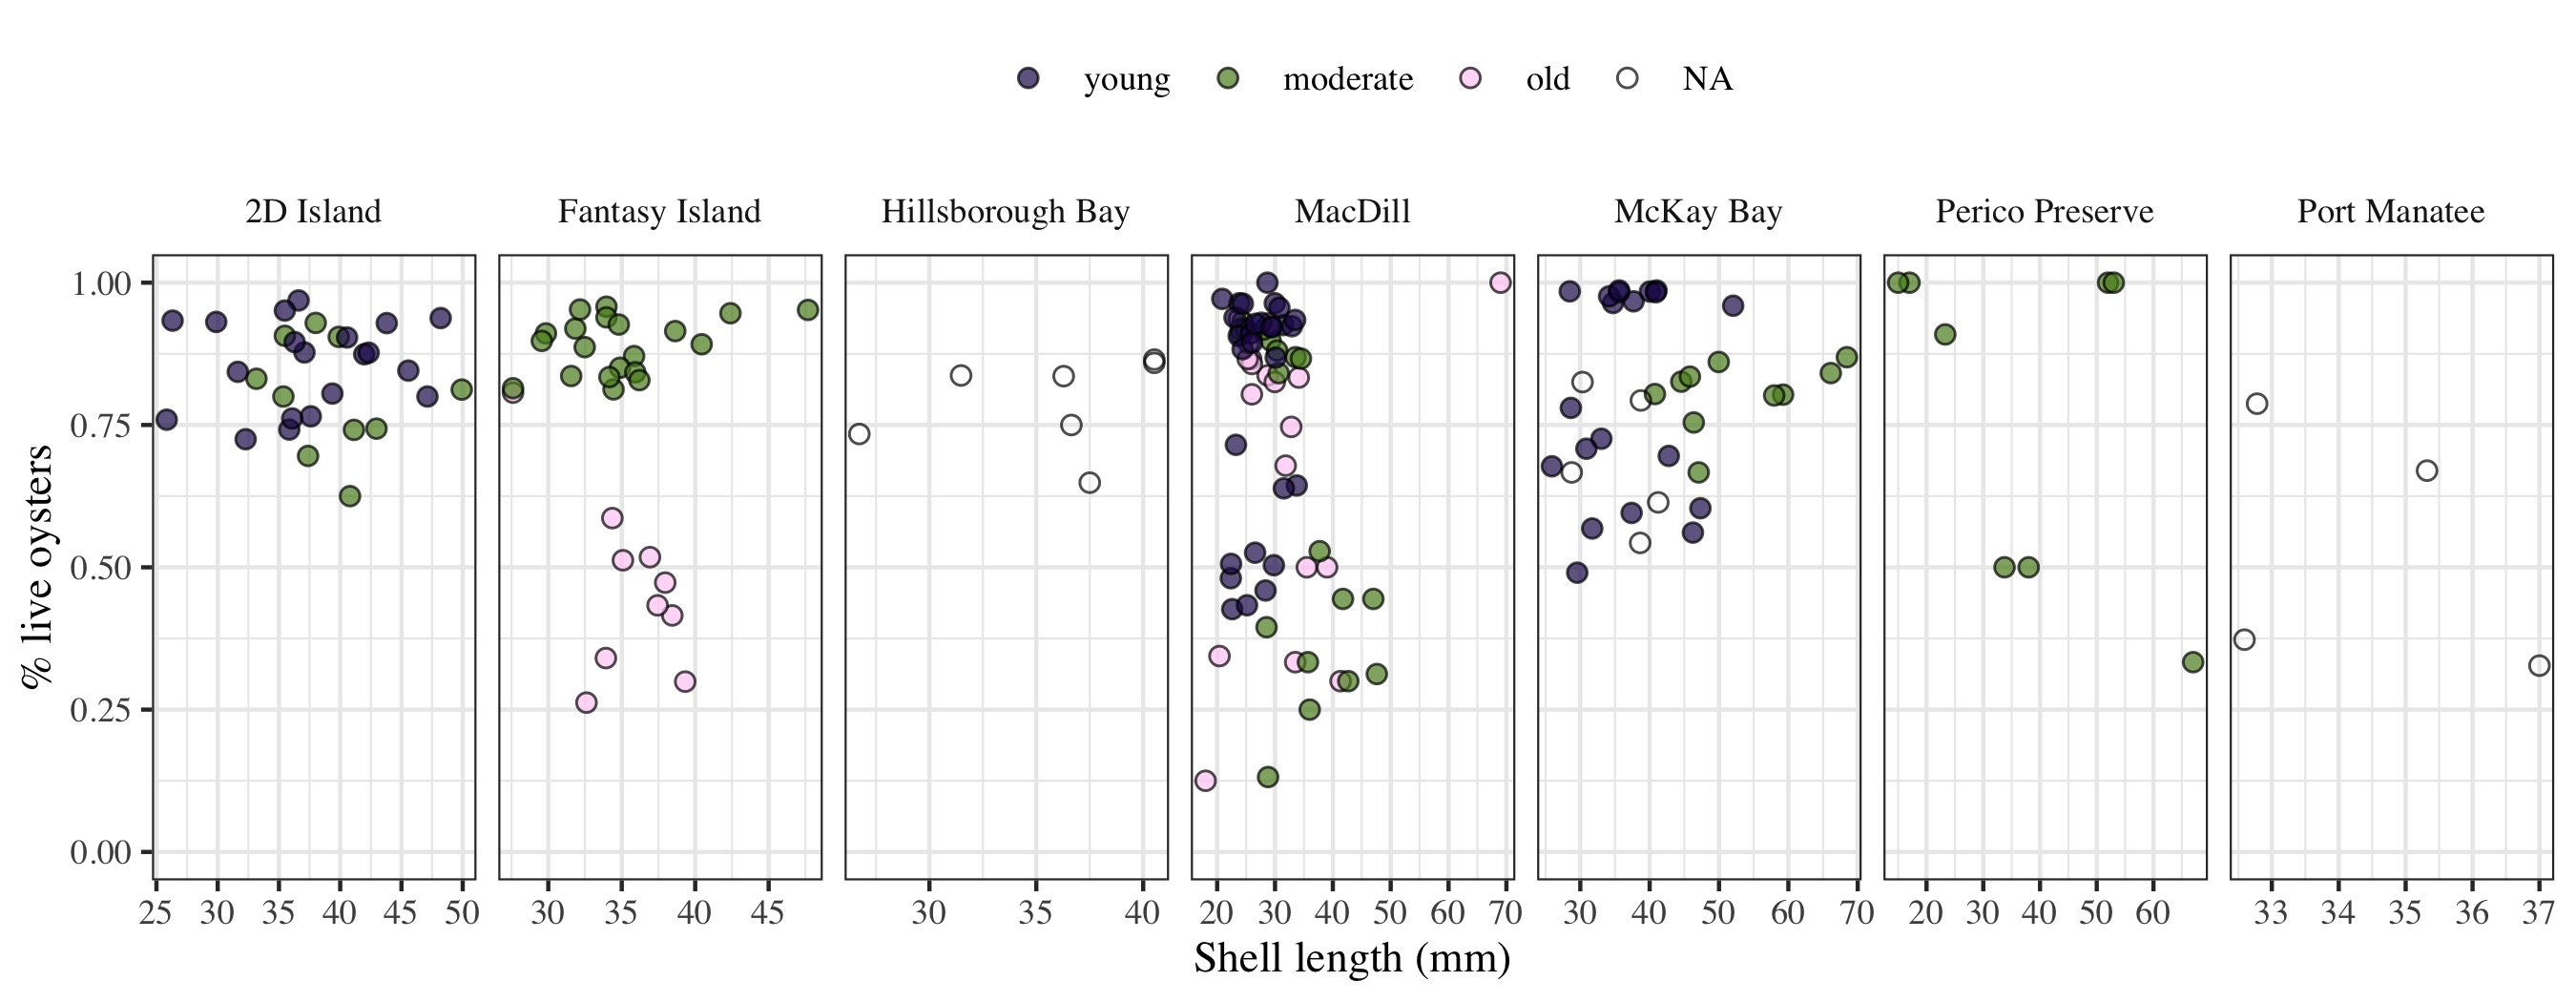 young moderate old NA
2D Island Fantasy Island Hillsborough Bay MacDill McKay Bay Perico Preserve Port Manatee
% live oysters
1.00
0.75
0.50
0.25
0.00
25 30 35 40 45 50 30 35 40 45 30 35 40 20 30 40 50 60 70 30 40 50 60 70 20 30 40 50 60 33 34 35 36 37
Shell length (mm)